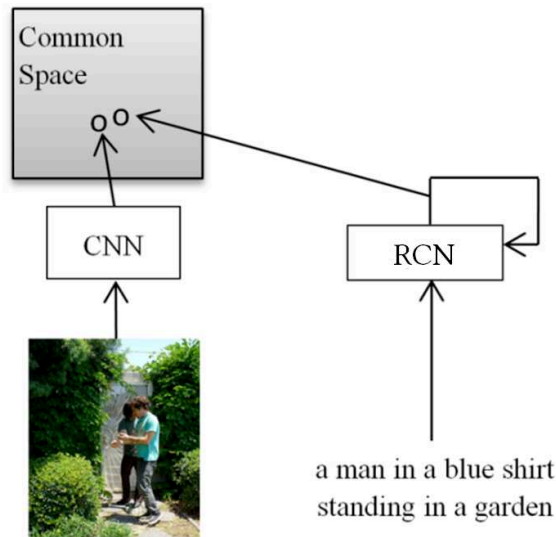 Common
Space
CNN
RCN
a man in a blue shirt
standing in a garden